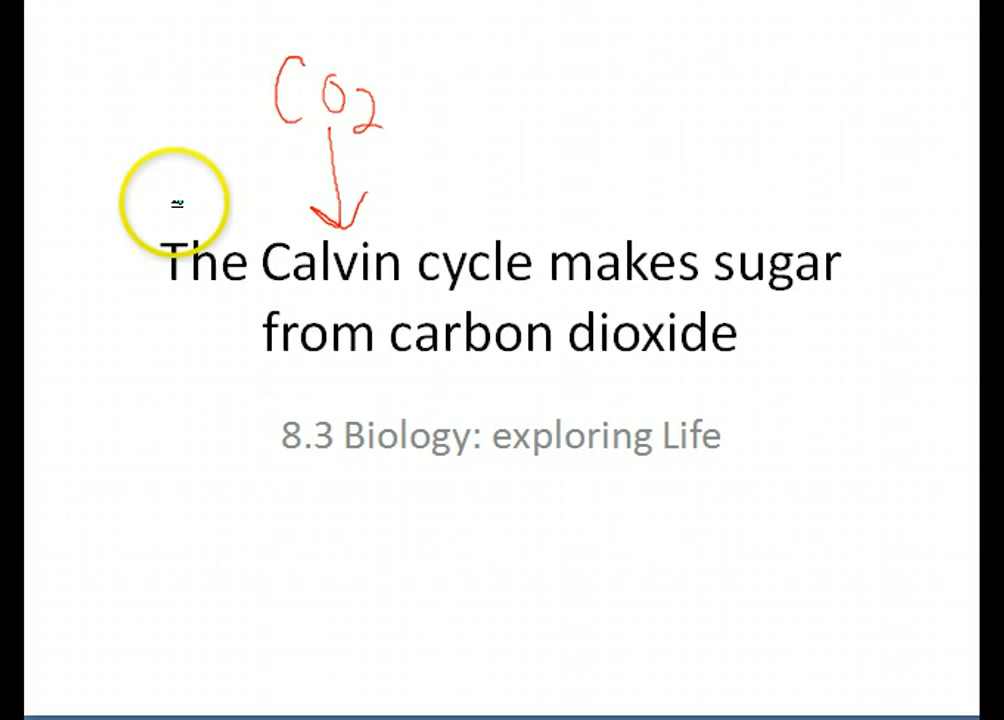 CO2
The Calvin cycle makes sugar
from carbon dioxide
8.3 Biology: exploring Life